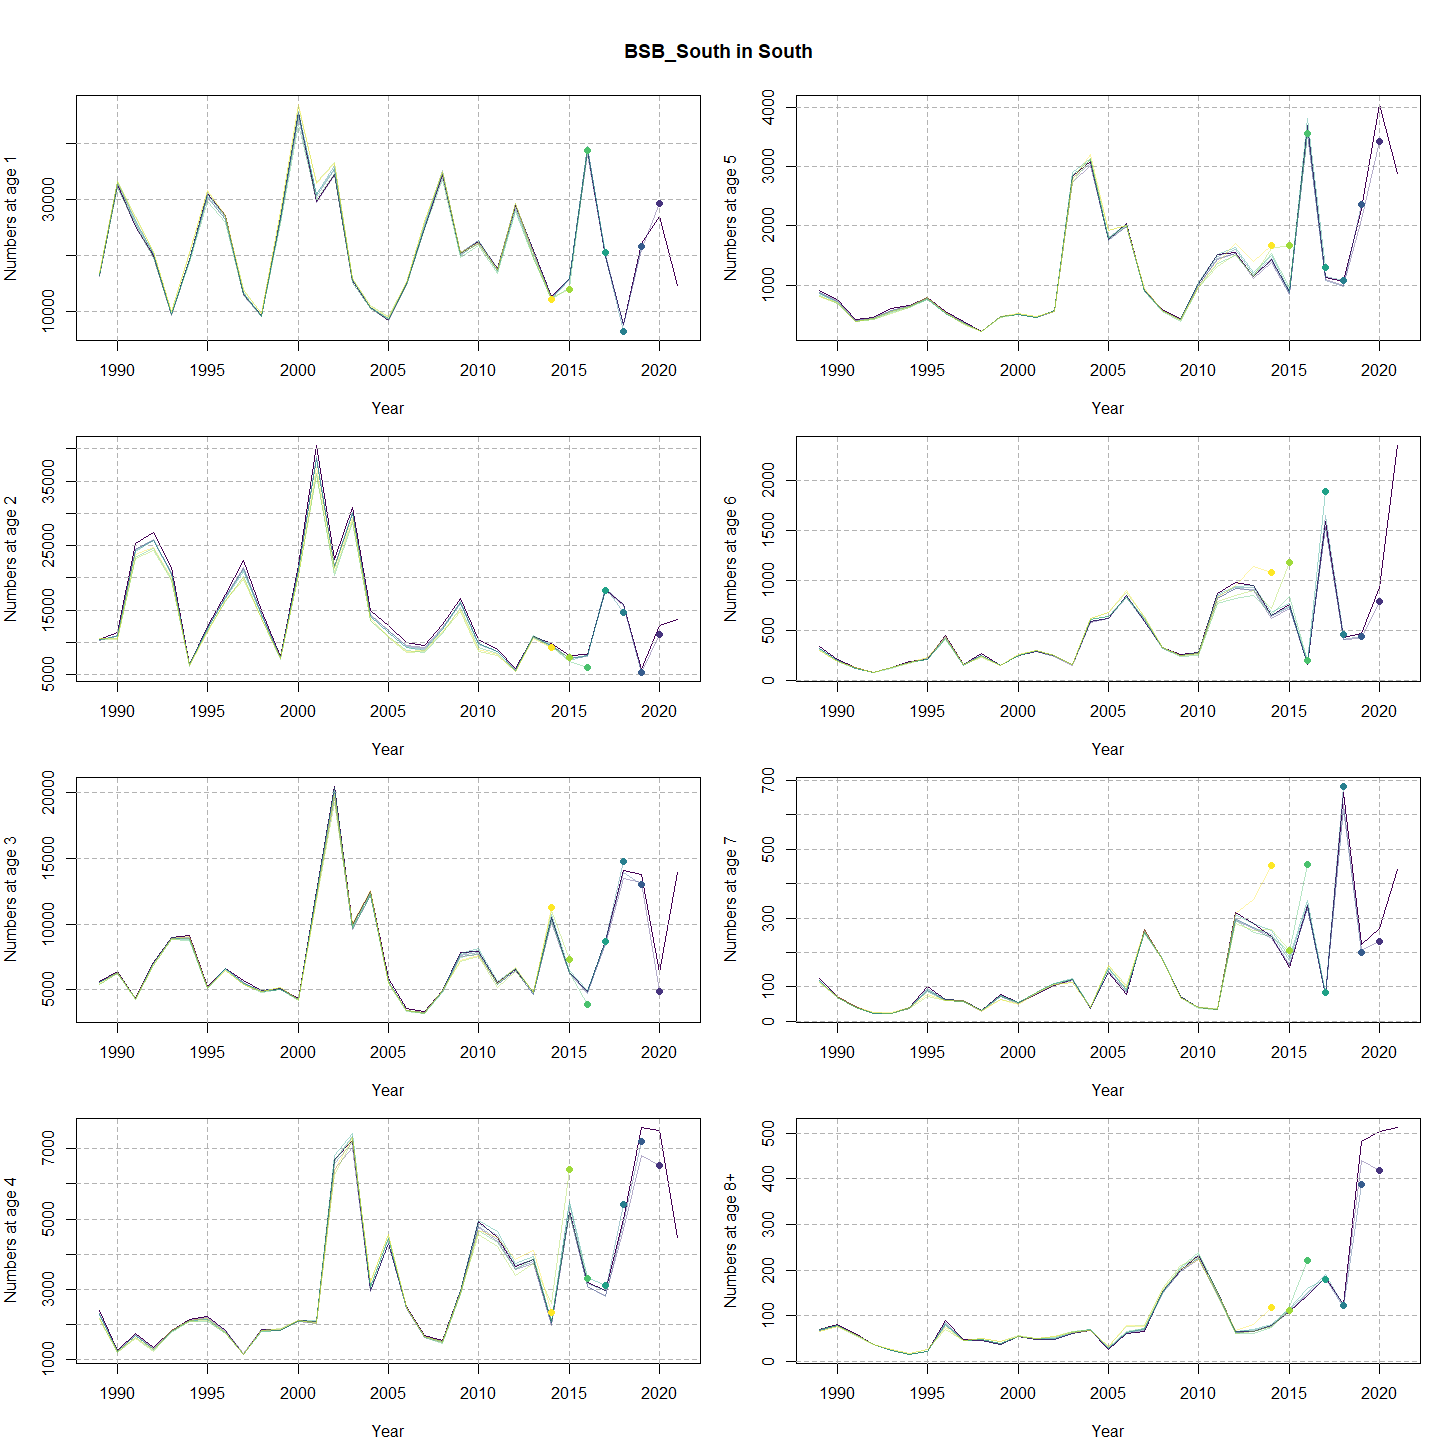 BSB_South in South
Numbers at age 1
10000 30000
1990 1995 2000 2005 2010 2015 2020
Year
Numbers at age 5
1000 2000 3000 4000
1990 1995 2000 2005 2010 2015 2020
Year
Numbers at age 2
5000 15000 25000 35000
1990 1995 2000 2005 2010 2015 2020
Year
Numbers at age 6
0 500 1000 1500 2000
1990 1995 2000 2005 2010 2015 2020
Year
Numbers at age 3
5000 10000 15000 20000
1990 1995 2000 2005 2010 2015 2020
Year
Numbers at age 7
0 100 300 500 700
1990 1995 2000 2005 2010 2015 2020
Year
Numbers at age 4
1000 3000 5000 7000
1990 1995 2000 2005 2010 2015 2020
Year
Numbers at age 8+
0 100 200 300 400 500
1990 1995 2000 2005 2010 2015 2020
Year